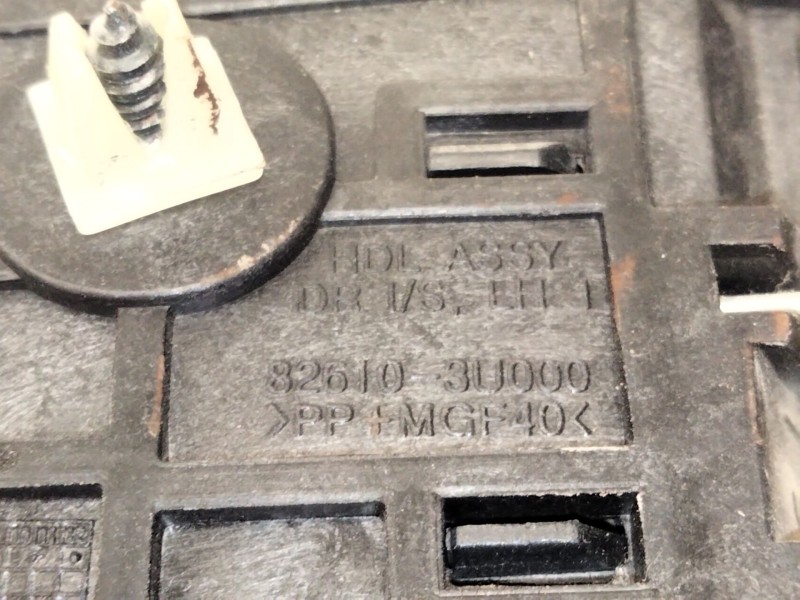 HDL ASSY
DR I/S, LH
82610 3U000
>PP+MGF40<